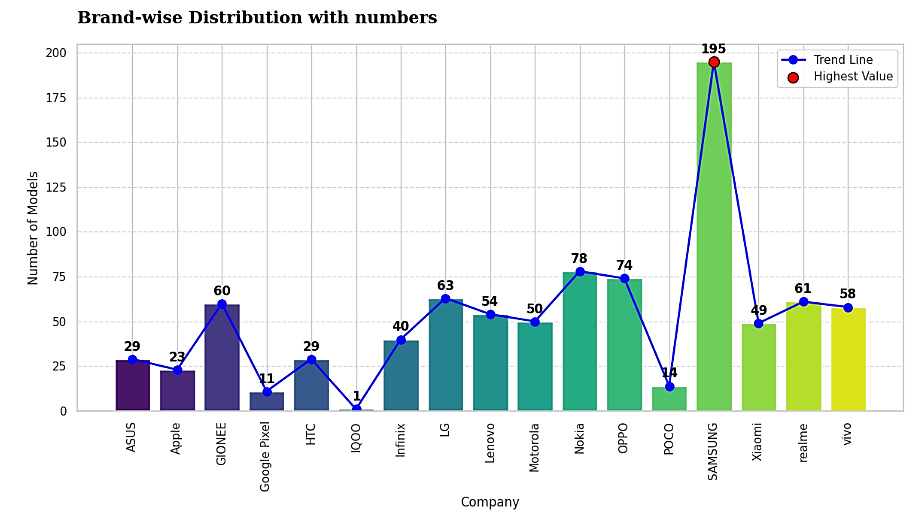 Brand-wise Distribution with numbers
Number of Models
200
175
150
125
100
75
50
25
0
29
23
60
11
29
1
40
63
54
50
78
74
14
195
49
61
58
Trend Line
Highest Value
ASUS
Apple
GIONEE
Google Pixel
HTC
IQOO
Infinix
LG
Lenovo
Motorola
Nokia
OPPO
POCO
SAMSUNG
Xiaomi
realme
vivo
Company